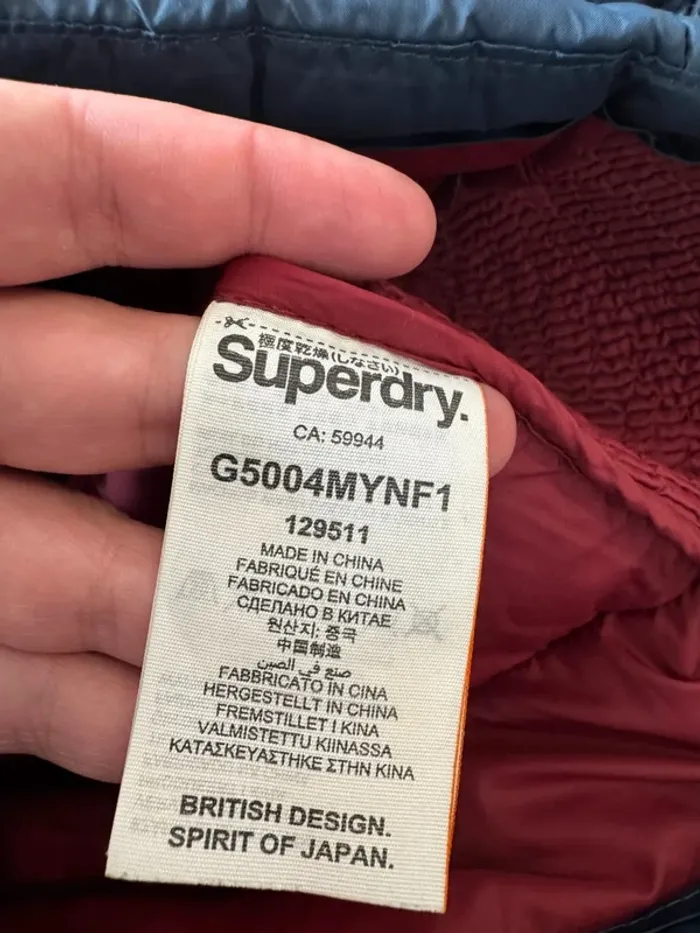 極度乾燥(しなさい)
Superdry.
CA: 59944
G5004MYNF1
129511
MADE IN CHINA
FABRIQUÉ EN CHINE
FABRICADO EN CHINA
СДЕЛАНО В КИТАЕ
원산지: 중국
中国制造
صنع في الصين
FABBRICATO IN CINA
HERGESTELLT IN CHINA
FREMSTILLET I KINA
VALMISTETTU KIINASSA
ΚΑΤΑΣΚΕΥΑΣΤΗΚΕ ΣΤΗΝ ΚΙΝΑ
BRITISH DESIGN.
SPIRIT OF JAPAN.